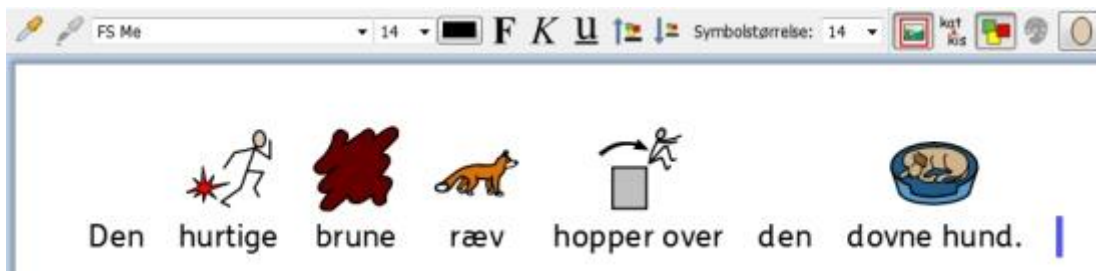 FS Me 14 F K U Symbolstørrelse: 14 kat kis
Den hurtige brune ræv hopper over den dovne hund.